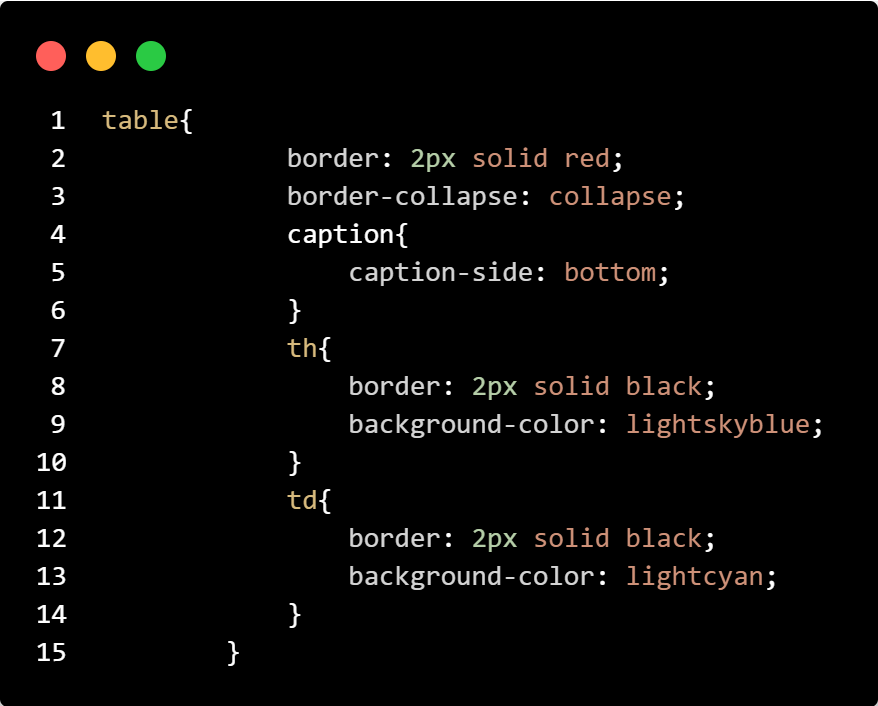 1 table{
2 border: 2px solid red;
3 border-collapse: collapse;
4 caption{
5 caption-side: bottom;
6 }
7 th{
8 border: 2px solid black;
9 background-color: lightskyblue;
10 }
11 td{
12 border: 2px solid black;
13 background-color: lightcyan;
14 }
15 }